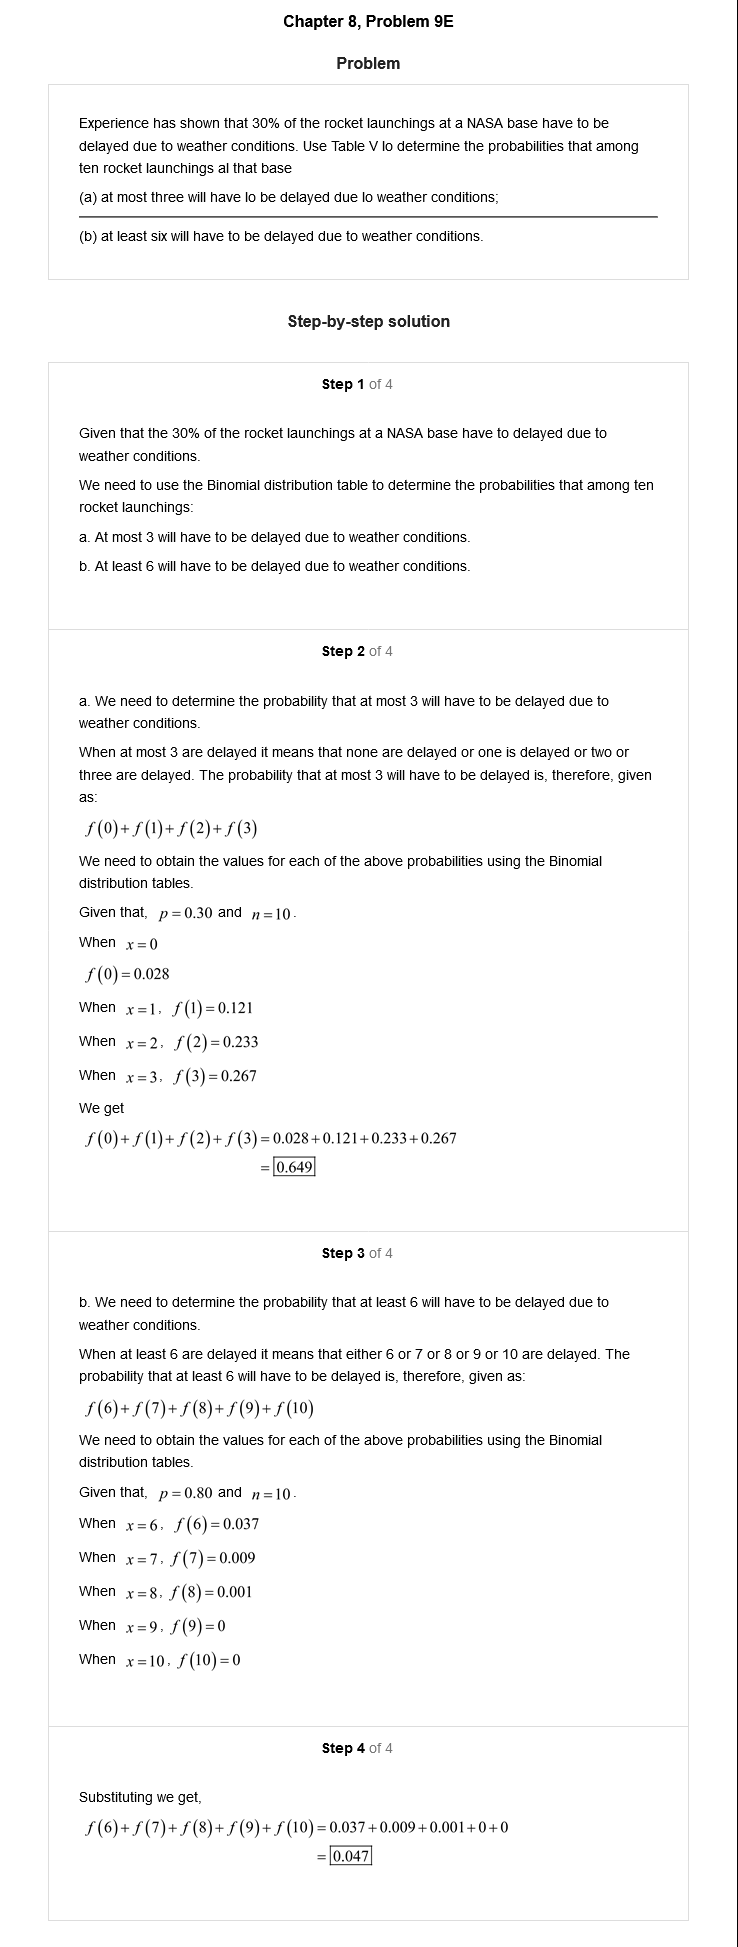 Chapter 8, Problem 9E
Problem
Experience has shown that 30% of the rocket launchings at a NASA base have to be
delayed due to weather conditions. Use Table V lo determine the probabilities that among
ten rocket launchings al that base
(a) at most three will have lo be delayed due lo weather conditions;
(b) at least six will have to be delayed due to weather conditions.
Step-by-step solution
Step 1 of 4
Given that the 30% of the rocket launchings at a NASA base have to delayed due to
weather conditions.
We need to use the Binomial distribution table to determine the probabilities that among ten
rocket launchings:
a. At most 3 will have to be delayed due to weather conditions.
b. At least 6 will have to be delayed due to weather conditions.
Step 2 of 4
a. We need to determine the probability that at most 3 will have to be delayed due to
weather conditions.
When at most 3 are delayed it means that none are delayed or one is delayed or two or
three are delayed. The probability that at most 3 will have to be delayed is, therefore, given
as:
f(0)+f(1)+f(2)+f(3)
We need to obtain the values for each of the above probabilities using the Binomial
distribution tables.
Given that, p=0.30 and n=10.
When x=0
f(0)=0.028
When x=1, f(1)=0.121
When x=2, f(2)=0.233
When x=3, f(3)=0.267
We get
f(0)+f(1)+f(2)+f(3)=0.028+0.121+0.233+0.267
=0.649
Step 3 of 4
b. We need to determine the probability that at least 6 will have to be delayed due to
weather conditions.
When at least 6 are delayed it means that either 6 or 7 or 8 or 9 or 10 are delayed. The
probability that at least 6 will have to be delayed is, therefore, given as:
f(6)+f(7)+f(8)+f(9)+f(10)
We need to obtain the values for each of the above probabilities using the Binomial
distribution tables.
Given that, p=0.80 and n=10.
When x=6, f(6)=0.037
When x=7, f(7)=0.009
When x=8, f(8)=0.001
When x=9, f(9)=0
When x=10, f(10)=0
Step 4 of 4
Substituting we get,
f(6)+f(7)+f(8)+f(9)+f(10)=0.037+0.009+0.001+0+0
=0.047